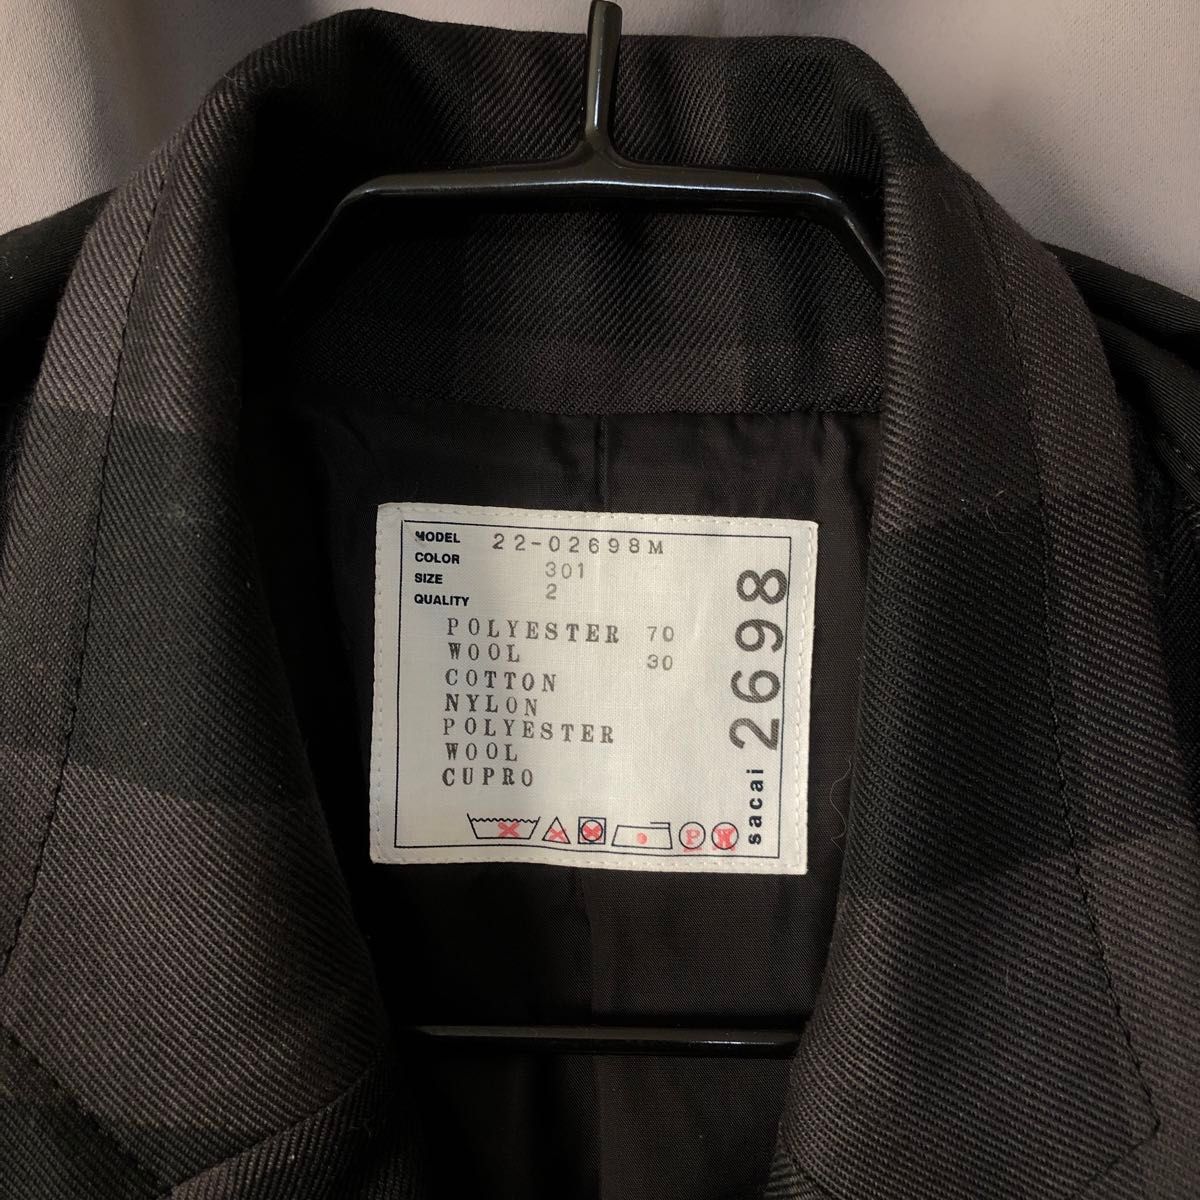 MODEL 22-02698M
COLOR 301
SIZE 2
QUALITY
POLYESTER 70
WOOL 30
COTTON
NYLON
POLYESTER
WOOL
CUPRO
P W
sacai 2698